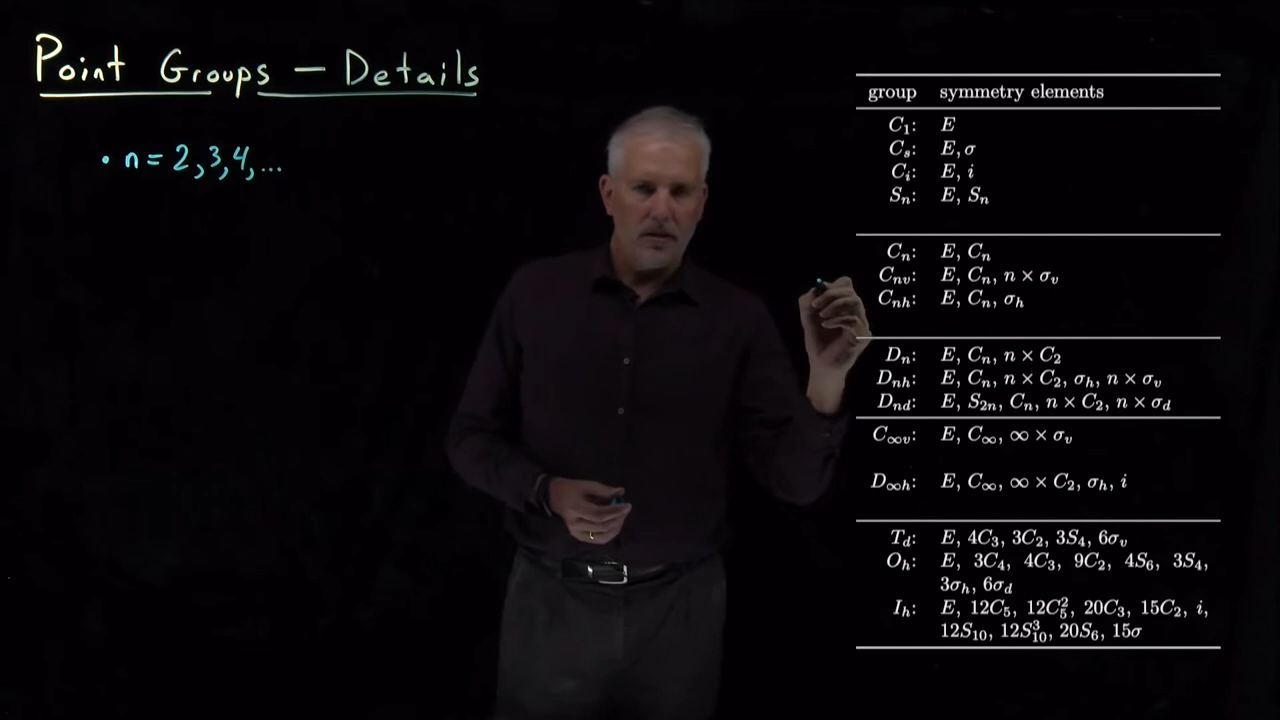 Point Groups – Details
• n = 2, 3, 4, ...
group symmetry elements
C₁: E
Cₛ: E, σ
Cᵢ: E, i
Sₙ: E, Sₙ
Cₙ: E, Cₙ
Cₙᵥ: E, Cₙ, n × σᵥ
Cₙₕ: E, Cₙ, σₕ
Dₙ: E, Cₙ, n × C₂
Dₙₕ: E, Cₙ, n × C₂, σₕ, n × σᵥ
Dₙd: E, S₂ₙ, Cₙ, n × C₂, n × σd
C∞ᵥ: E, C∞, ∞ × σᵥ
D∞ₕ: E, C∞, ∞ × C₂, σₕ, i
Td: E, 4C₃, 3C₂, 3S₄, 6σᵥ
Oₕ: E, 3C₄, 4C₃, 9C₂, 4S₆, 3S₄,
3σₕ, 6σd
Iₕ: E, 12C₅, 12C₅², 20C₃, 15C₂, i,
12S₁₀, 12S₁₀³, 20S₆, 15σ